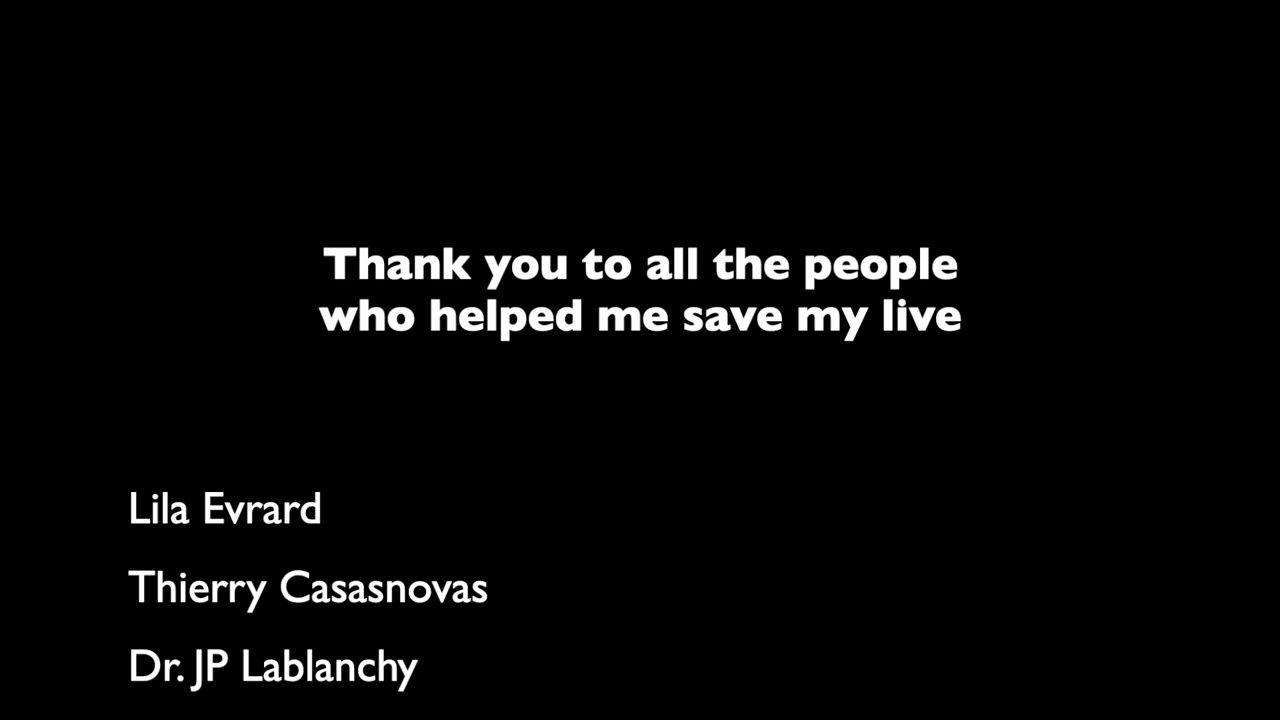 Thank you to all the people
who helped me save my live
Lila Evrard
Thierry Casasnovas
Dr. JP Lablanchy